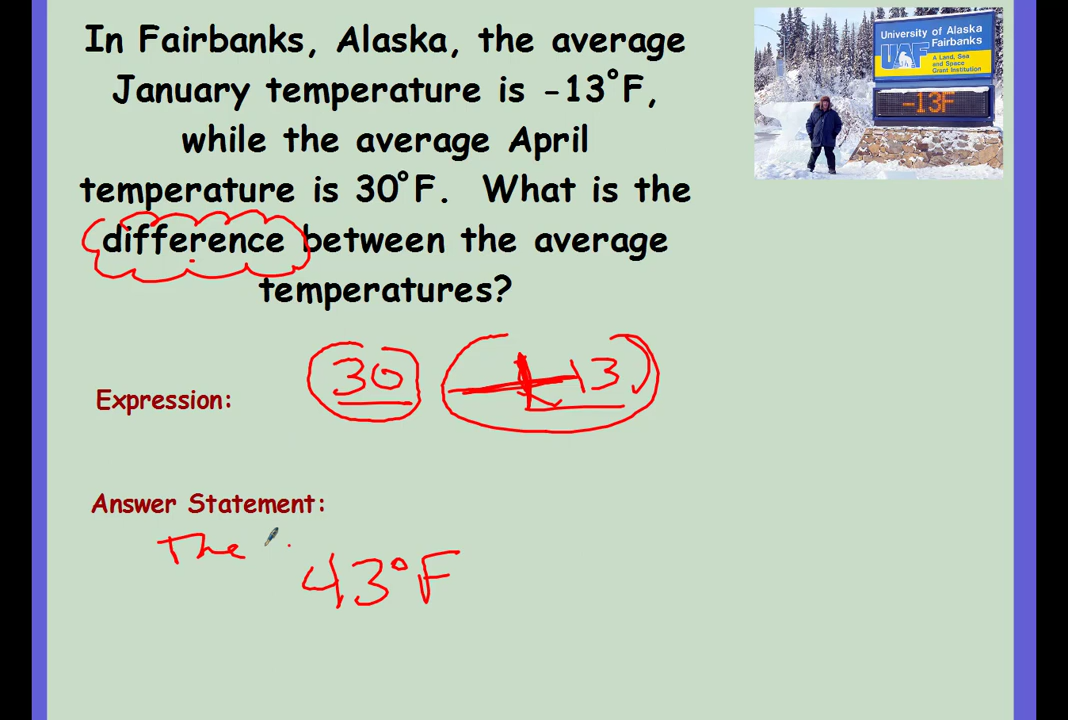 In Fairbanks, Alaska, the average
January temperature is -13°F,
while the average April
temperature is 30°F. What is the
difference between the average
temperatures?
University of Alaska
Fairbanks
UAF
A Land, Sea
and Space
Grant Institution
-13F
Expression:
30 13)
Answer Statement:
The
43°F